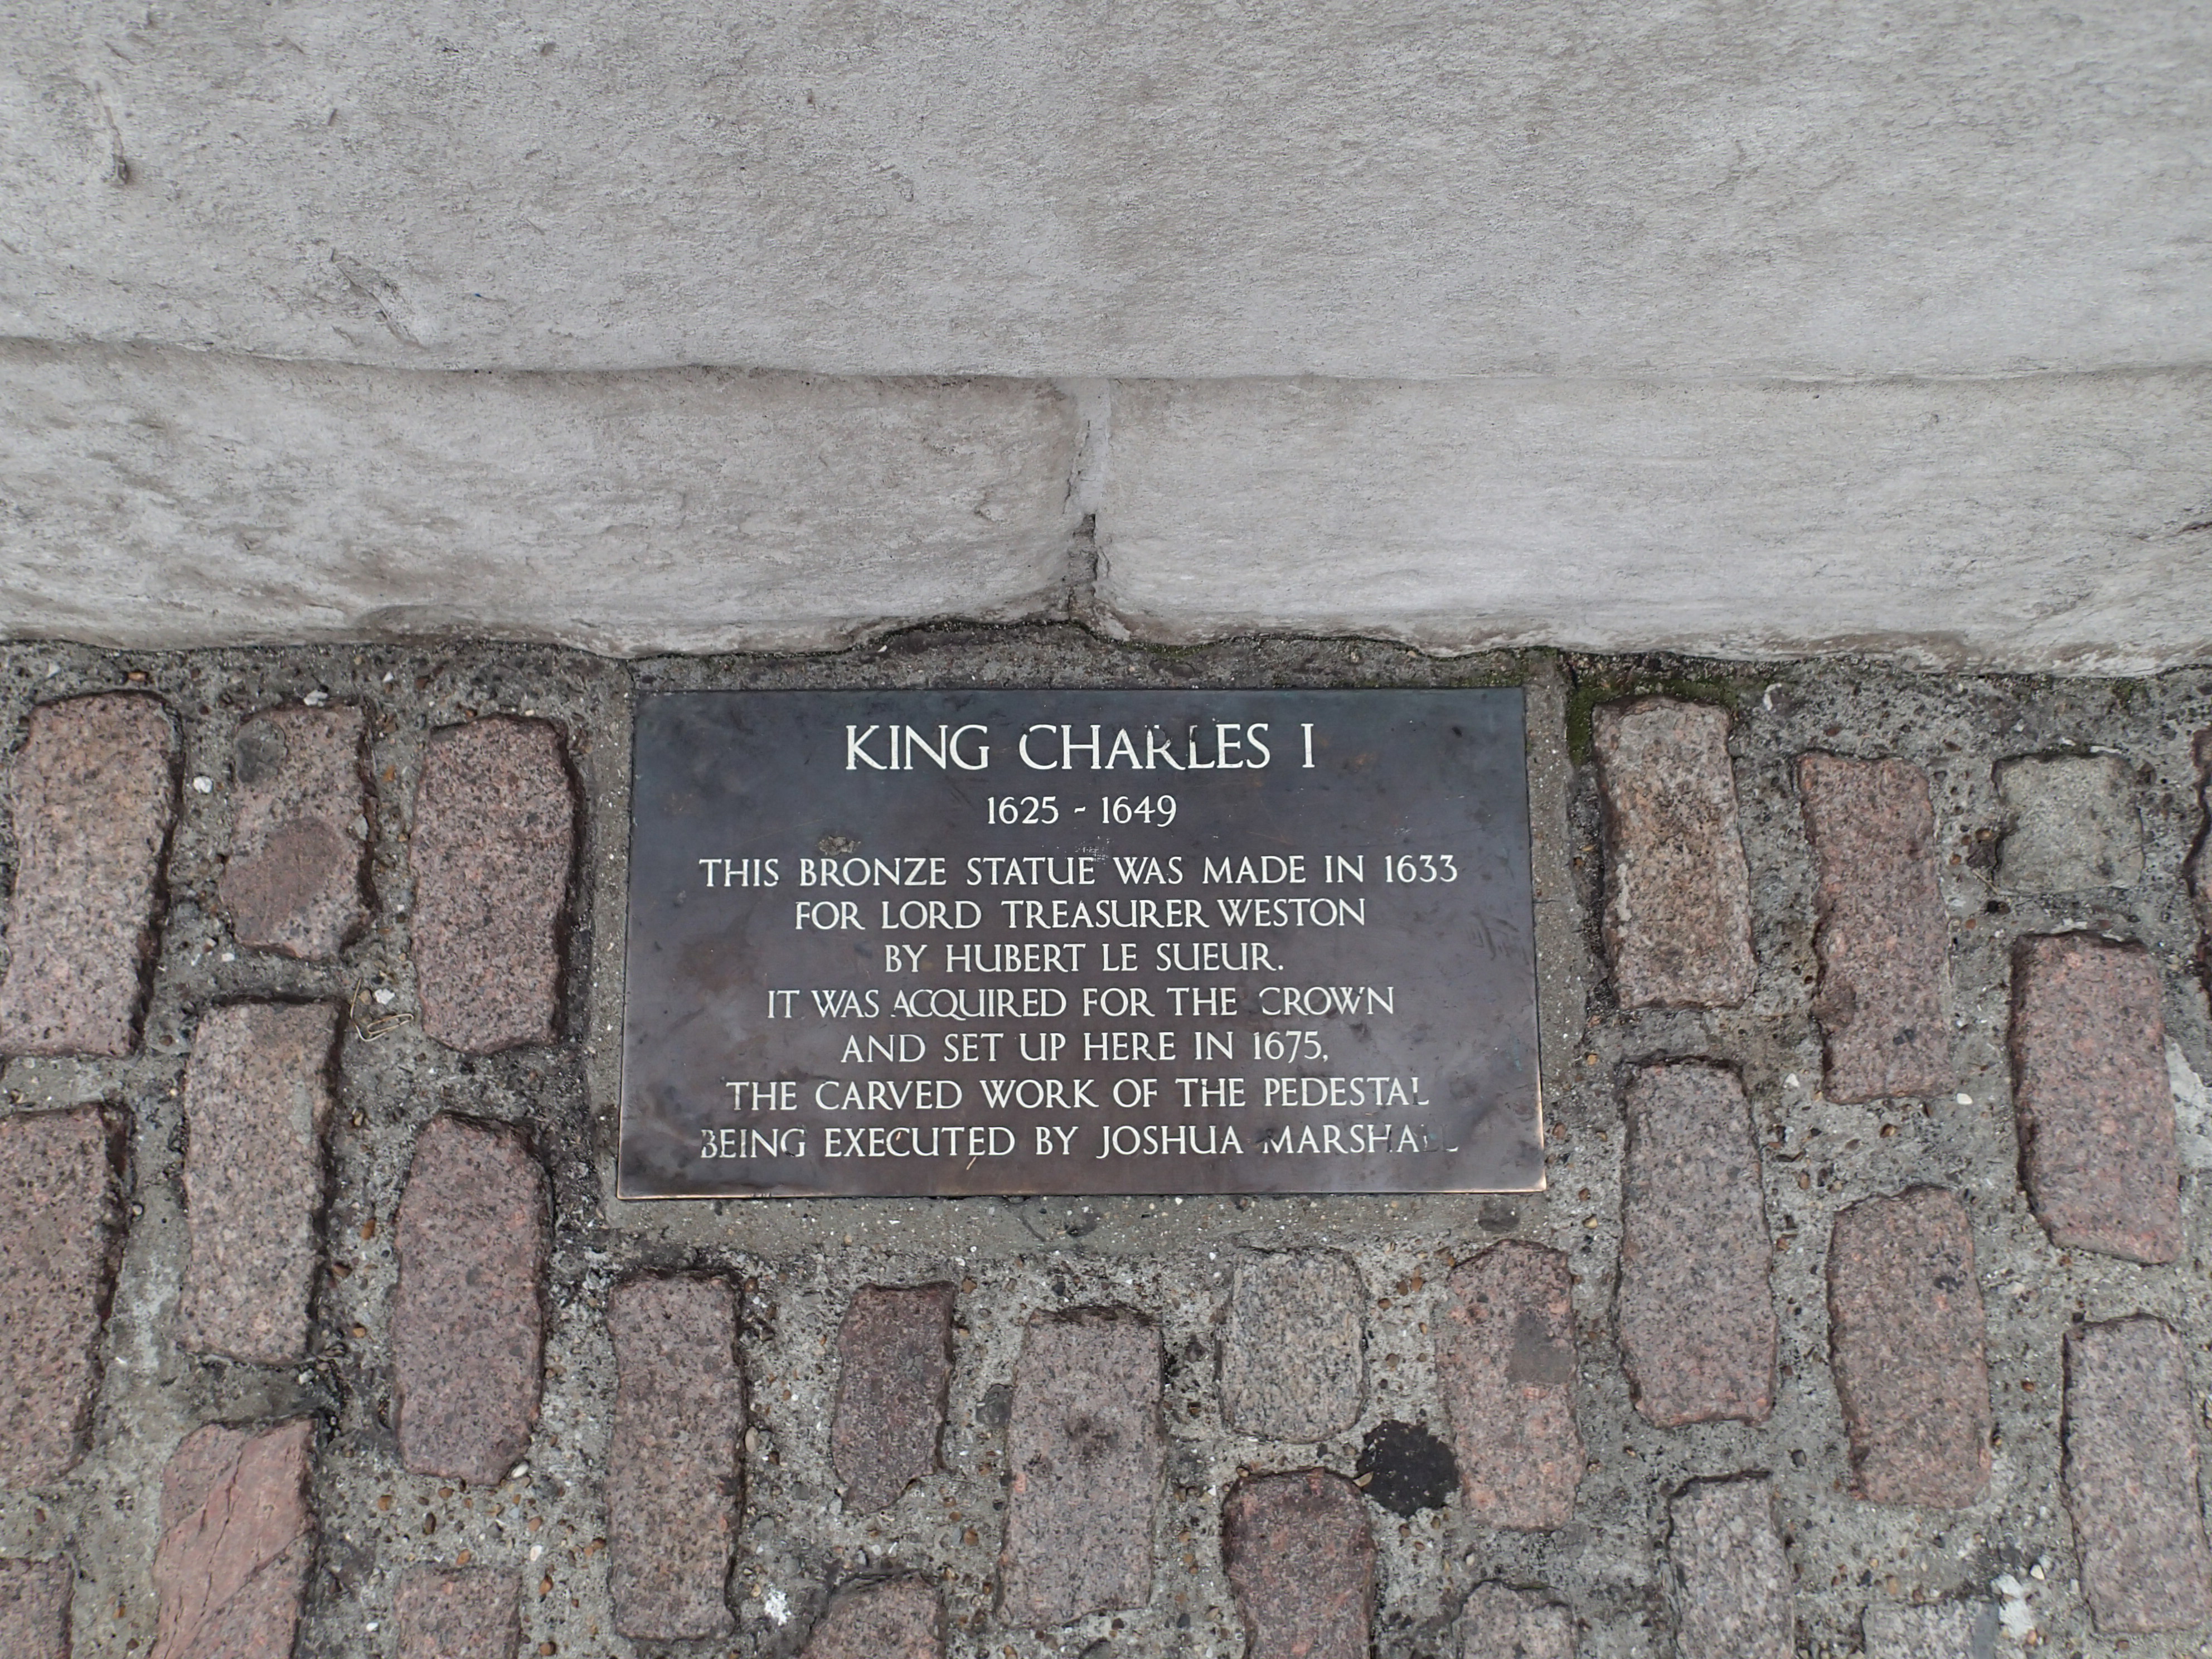 KING CHARLES I
1625 - 1649
THIS BRONZE STATUE WAS MADE IN 1633
FOR LORD TREASURER WESTON
BY HUBERT LE SUEUR.
IT WAS ACQUIRED FOR THE CROWN
AND SET UP HERE IN 1675,
THE CARVED WORK OF THE PEDESTAL
BEING EXECUTED BY JOSHUA MARSHALL